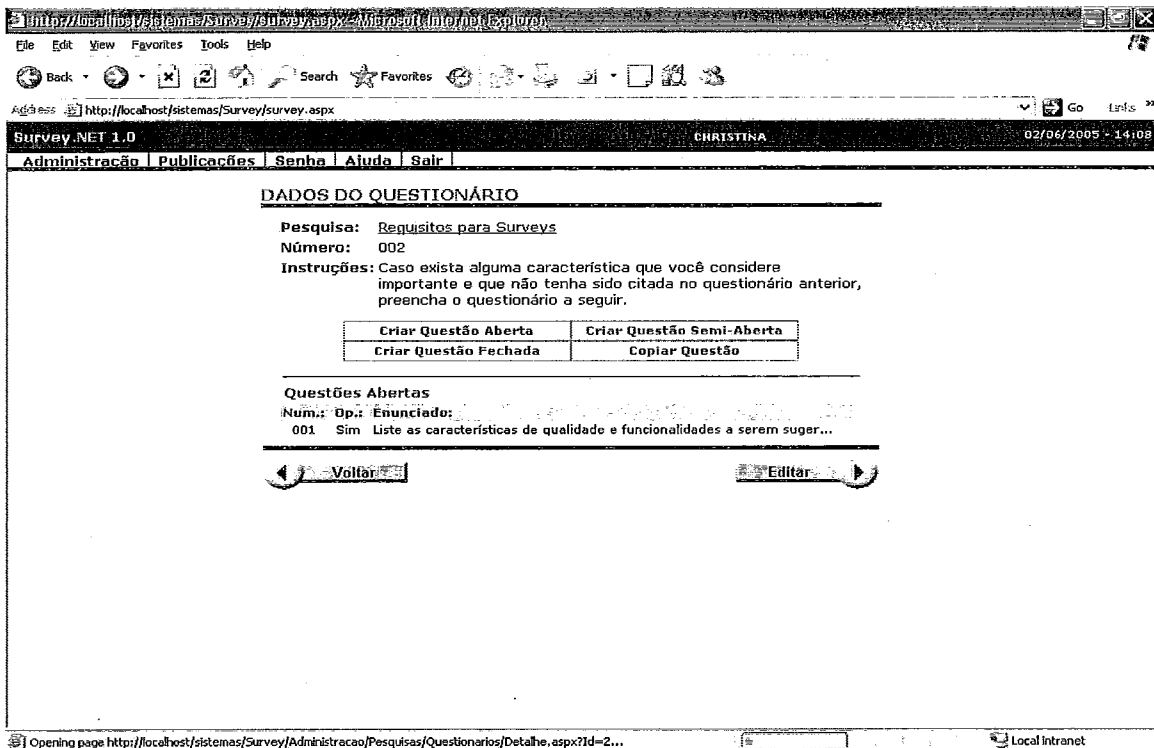 http://localhost/sistemas/Survey/survey.aspx - Microsoft Internet Explorer
File Edit View Favorites Tools Help
Back Search Favorites
Address http://localhost/sistemas/Survey/survey.aspx Go Links »
Survey.NET 1.0 CHRISTINA 02/06/2005 - 14:08
Administração | Publicações | Senha | Ajuda | Sair |
DADOS DO QUESTIONÁRIO
Pesquisa: Requisitos para Surveys
Número: 002
Instruções: Caso exista alguma característica que você considere
importante e que não tenha sido citada no questionário anterior,
preencha o questionário a seguir.
Criar Questão Aberta Criar Questão Semi-Aberta
Criar Questão Fechada Copiar Questão
Questões Abertas
Num.: Op.: Enunciado:
001 Sim Liste as características de qualidade e funcionalidades a serem suger...
Voltar Editar
Opening page http://localhost/sistemas/Survey/Administracao/Pesquisas/Questionarios/Detalhe.aspx?Id=2... Local intranet